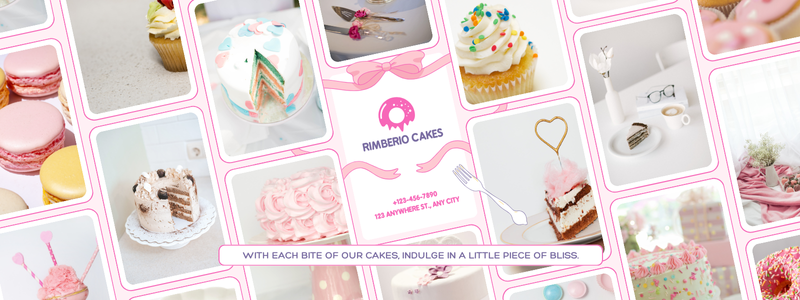 RIMBERIO CAKES
+123-456-7890
123 ANYWHERE ST., ANY CITY
WITH EACH BITE OF OUR CAKES, INDULGE IN A LITTLE PIECE OF BLISS.